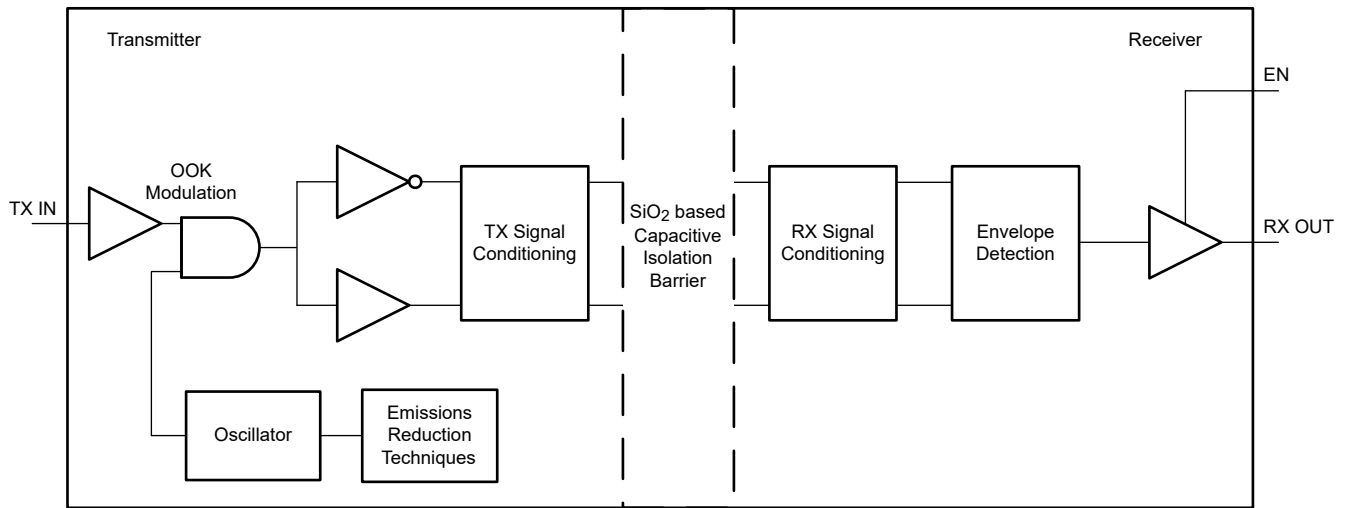 Transmitter
Receiver
EN
OOK
Modulation
TX IN
TX Signal
Conditioning
SiO₂ based
Capacitive
Isolation
Barrier
RX Signal
Conditioning
Envelope
Detection
RX OUT
Oscillator
Emissions
Reduction
Techniques